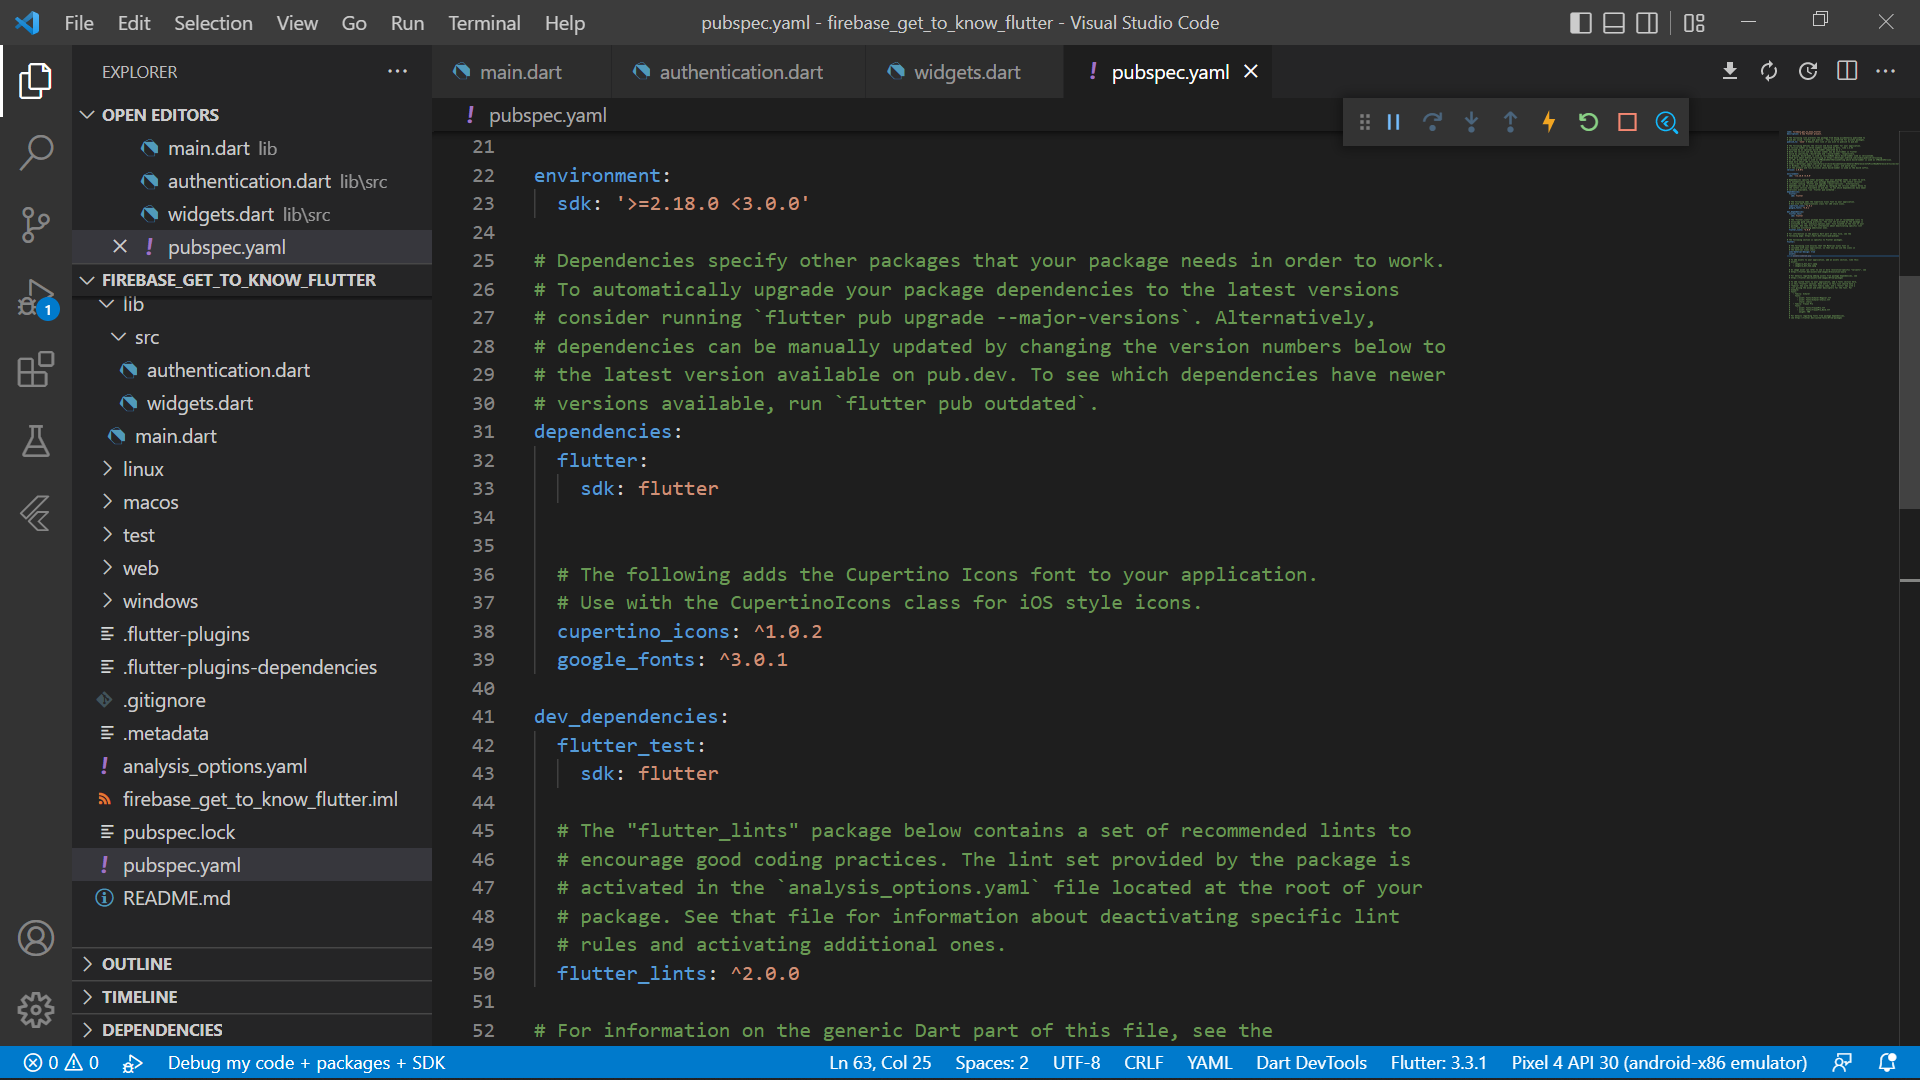 File Edit Selection View Go Run Terminal Help
pubspec.yaml - firebase_get_to_know_flutter - Visual Studio Code
EXPLORER
OPEN EDITORS
main.dart lib
authentication.dart lib\src
widgets.dart lib\src
pubspec.yaml
FIREBASE_GET_TO_KNOW_FLUTTER
lib
src
authentication.dart
widgets.dart
main.dart
linux
macos
test
web
windows
.flutter-plugins
.flutter-plugins-dependencies
.gitignore
.metadata
analysis_options.yaml
firebase_get_to_know_flutter.iml
pubspec.lock
pubspec.yaml
README.md
OUTLINE
TIMELINE
DEPENDENCIES
1
main.dart authentication.dart widgets.dart ! pubspec.yaml
! pubspec.yaml
21
22 environment:
23 sdk: '>=2.18.0 <3.0.0'
24
25 # Dependencies specify other packages that your package needs in order to work.
26 # To automatically upgrade your package dependencies to the latest versions
27 # consider running `flutter pub upgrade --major-versions`. Alternatively,
28 # dependencies can be manually updated by changing the version numbers below to
29 # the latest version available on pub.dev. To see which dependencies have newer
30 # versions available, run `flutter pub outdated`.
31 dependencies:
32 flutter:
33 sdk: flutter
34
35
36 # The following adds the Cupertino Icons font to your application.
37 # Use with the CupertinoIcons class for iOS style icons.
38 cupertino_icons: ^1.0.2
39 google_fonts: ^3.0.1
40
41 dev_dependencies:
42 flutter_test:
43 sdk: flutter
44
45 # The "flutter_lints" package below contains a set of recommended lints to
46 # encourage good coding practices. The lint set provided by the package is
47 # activated in the `analysis_options.yaml` file located at the root of your
48 # package. See that file for information about deactivating specific lint
49 # rules and activating additional ones.
50 flutter_lints: ^2.0.0
51
52 # For information on the generic Dart part of this file, see the
0 0 Debug my code + packages + SDK Ln 63, Col 25 Spaces: 2 UTF-8 CRLF YAML Dart DevTools Flutter: 3.3.1 Pixel 4 API 30 (android-x86 emulator)